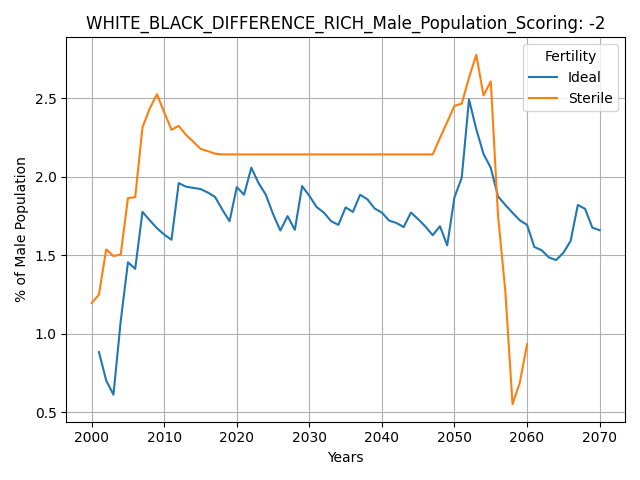 WHITE_BLACK_DIFFERENCE_RICH_Male_Population_Scoring: -2
Fertility
Ideal
Sterile
% of Male Population
2.5
2.0
1.5
1.0
0.5
2000 2010 2020 2030 2040 2050 2060 2070
Years